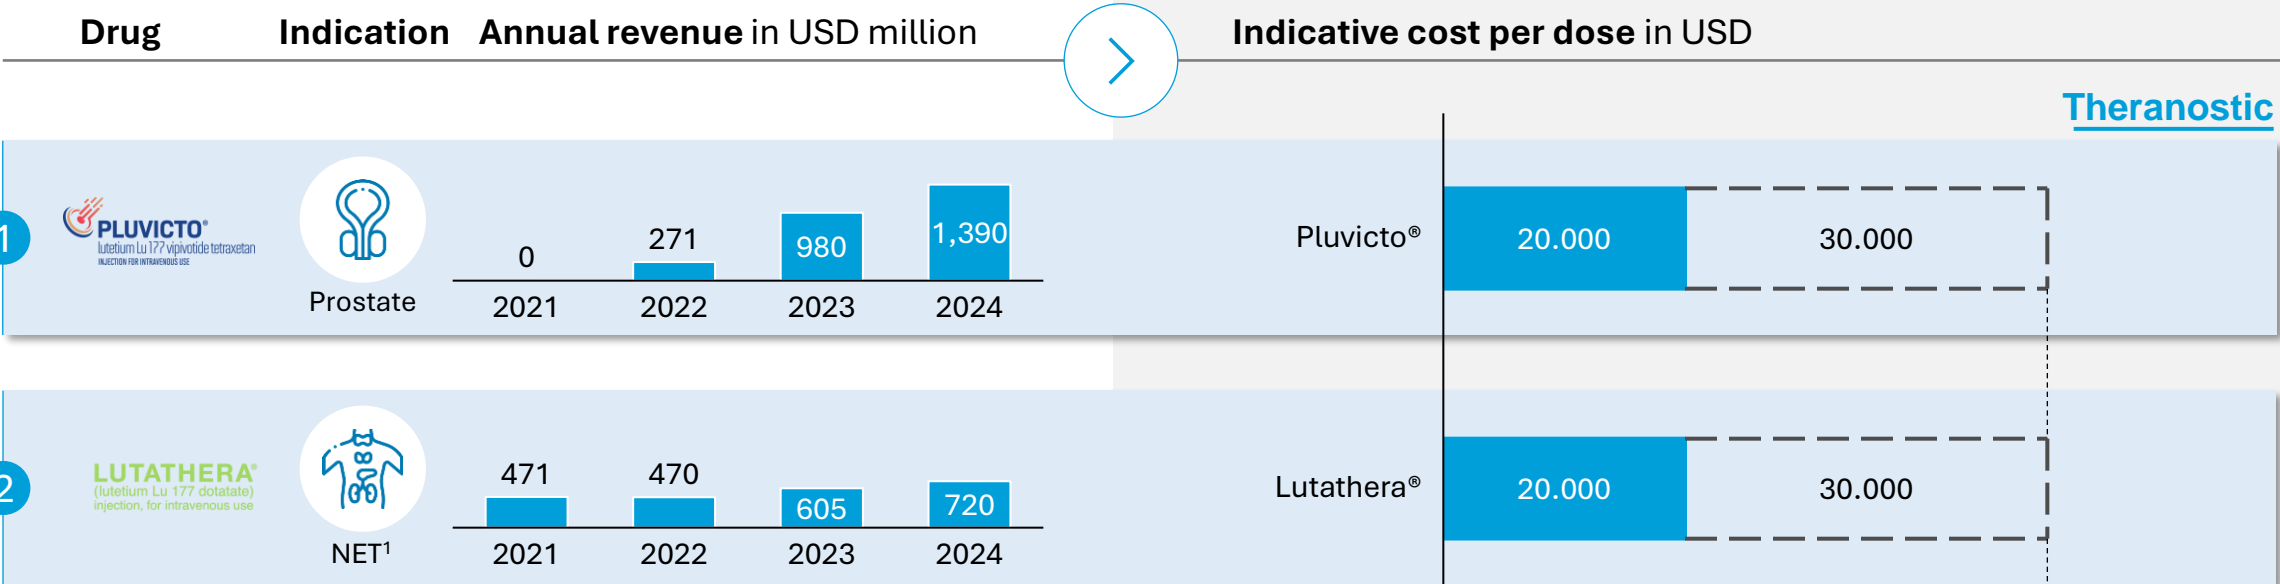 Drug Indication Annual revenue in USD million Indicative cost per dose in USD
Theranostic
1
PLUVICTO®
lutetium Lu 177 vipivotide tetraxetan
INJECTION FOR INTRAVENOUS USE
Prostate
0 271 980 1,390
2021 2022 2023 2024
Pluvicto® 20.000 30.000
2
LUTATHERA®
(lutetium Lu 177 dotatate)
injection, for intravenous use
NET¹
471 470 605 720
2021 2022 2023 2024
Lutathera® 20.000 30.000